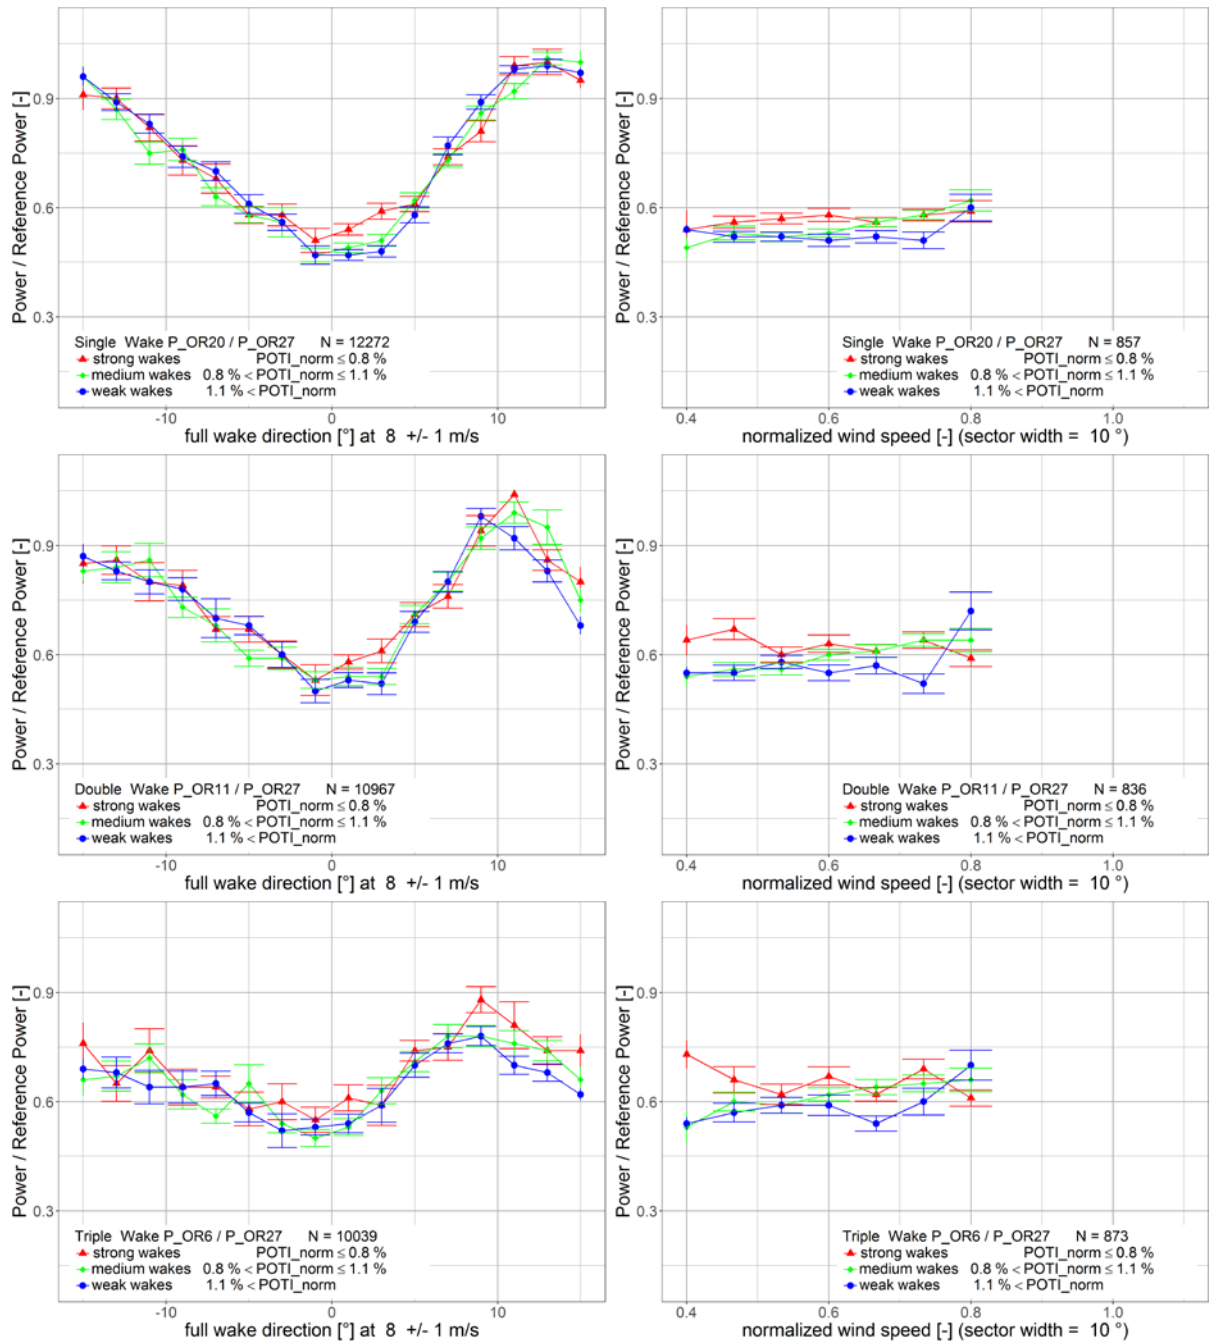 Power / Reference Power [-]
0.9
0.6
0.3
Single Wake P_OR20 / P_OR27 N = 12272
strong wakes POTI_norm ≤ 0.8 %
medium wakes 0.8 % < POTI_norm ≤ 1.1 %
weak wakes 1.1 % < POTI_norm
-10 0 10
full wake direction [°] at 8 +/- 1 m/s
Power / Reference Power [-]
0.9
0.6
0.3
Single Wake P_OR20 / P_OR27 N = 857
strong wakes POTI_norm ≤ 0.8 %
medium wakes 0.8 % < POTI_norm ≤ 1.1 %
weak wakes 1.1 % < POTI_norm
0.4 0.6 0.8 1.0
normalized wind speed [-] (sector width = 10 °)
Power / Reference Power [-]
0.9
0.6
0.3
Double Wake P_OR11 / P_OR27 N = 10967
strong wakes POTI_norm ≤ 0.8 %
medium wakes 0.8 % < POTI_norm ≤ 1.1 %
weak wakes 1.1 % < POTI_norm
-10 0 10
full wake direction [°] at 8 +/- 1 m/s
Power / Reference Power [-]
0.9
0.6
0.3
Double Wake P_OR11 / P_OR27 N = 836
strong wakes POTI_norm ≤ 0.8 %
medium wakes 0.8 % < POTI_norm ≤ 1.1 %
weak wakes 1.1 % < POTI_norm
0.4 0.6 0.8 1.0
normalized wind speed [-] (sector width = 10 °)
Power / Reference Power [-]
0.9
0.6
0.3
Triple Wake P_OR6 / P_OR27 N = 10039
strong wakes POTI_norm ≤ 0.8 %
medium wakes 0.8 % < POTI_norm ≤ 1.1 %
weak wakes 1.1 % < POTI_norm
-10 0 10
full wake direction [°] at 8 +/- 1 m/s
Power / Reference Power [-]
0.9
0.6
0.3
Triple Wake P_OR6 / P_OR27 N = 873
strong wakes POTI_norm ≤ 0.8 %
medium wakes 0.8 % < POTI_norm ≤ 1.1 %
weak wakes 1.1 % < POTI_norm
0.4 0.6 0.8 1.0
normalized wind speed [-] (sector width = 10 °)